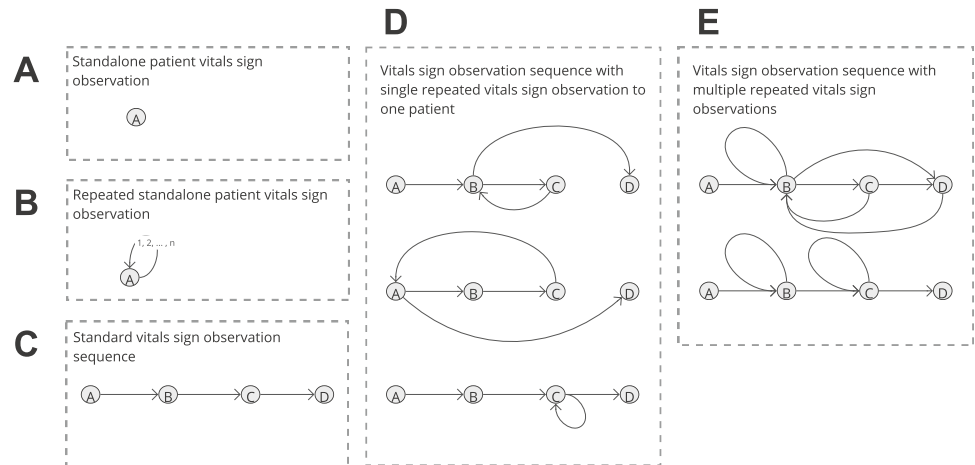 A
Standalone patient vitals sign
observation
A
B
Repeated standalone patient vitals sign
observation
1, 2, ... , n
A
C
Standard vitals sign observation
sequence
A B C D
D
Vitals sign observation sequence with
single repeated vitals sign observation to
one patient
A B C D
A B C D
A B C D
E
Vitals sign observation sequence with
multiple repeated vitals sign
observations
A B C D
A B C D